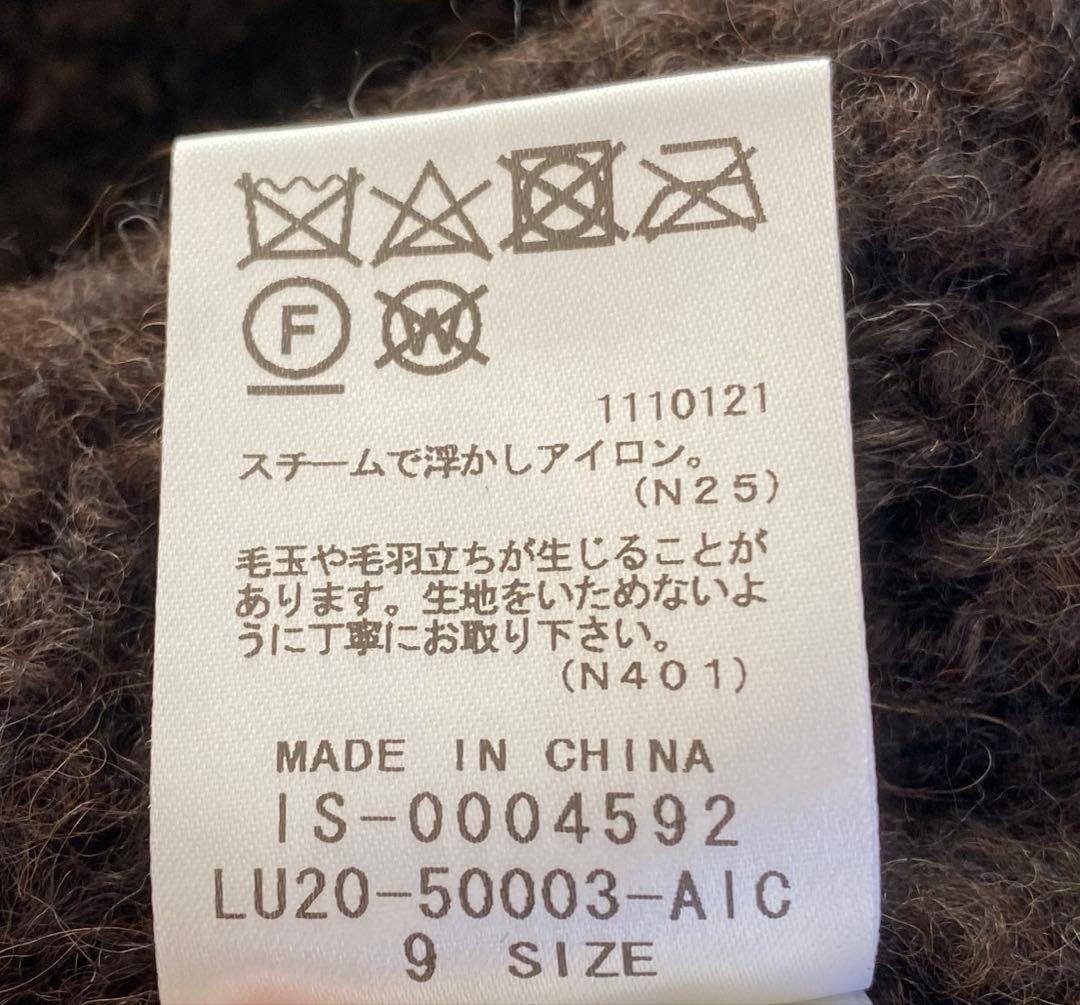 F W
1110121
スチームで浮かしアイロン。
(N25)
毛玉や毛羽立ちが生じることが
あります。生地をいためないよ
うに丁寧にお取り下さい。
(N401)
MADE IN CHINA
IS-0004592
LU20-50003-AIC
9 SIZE